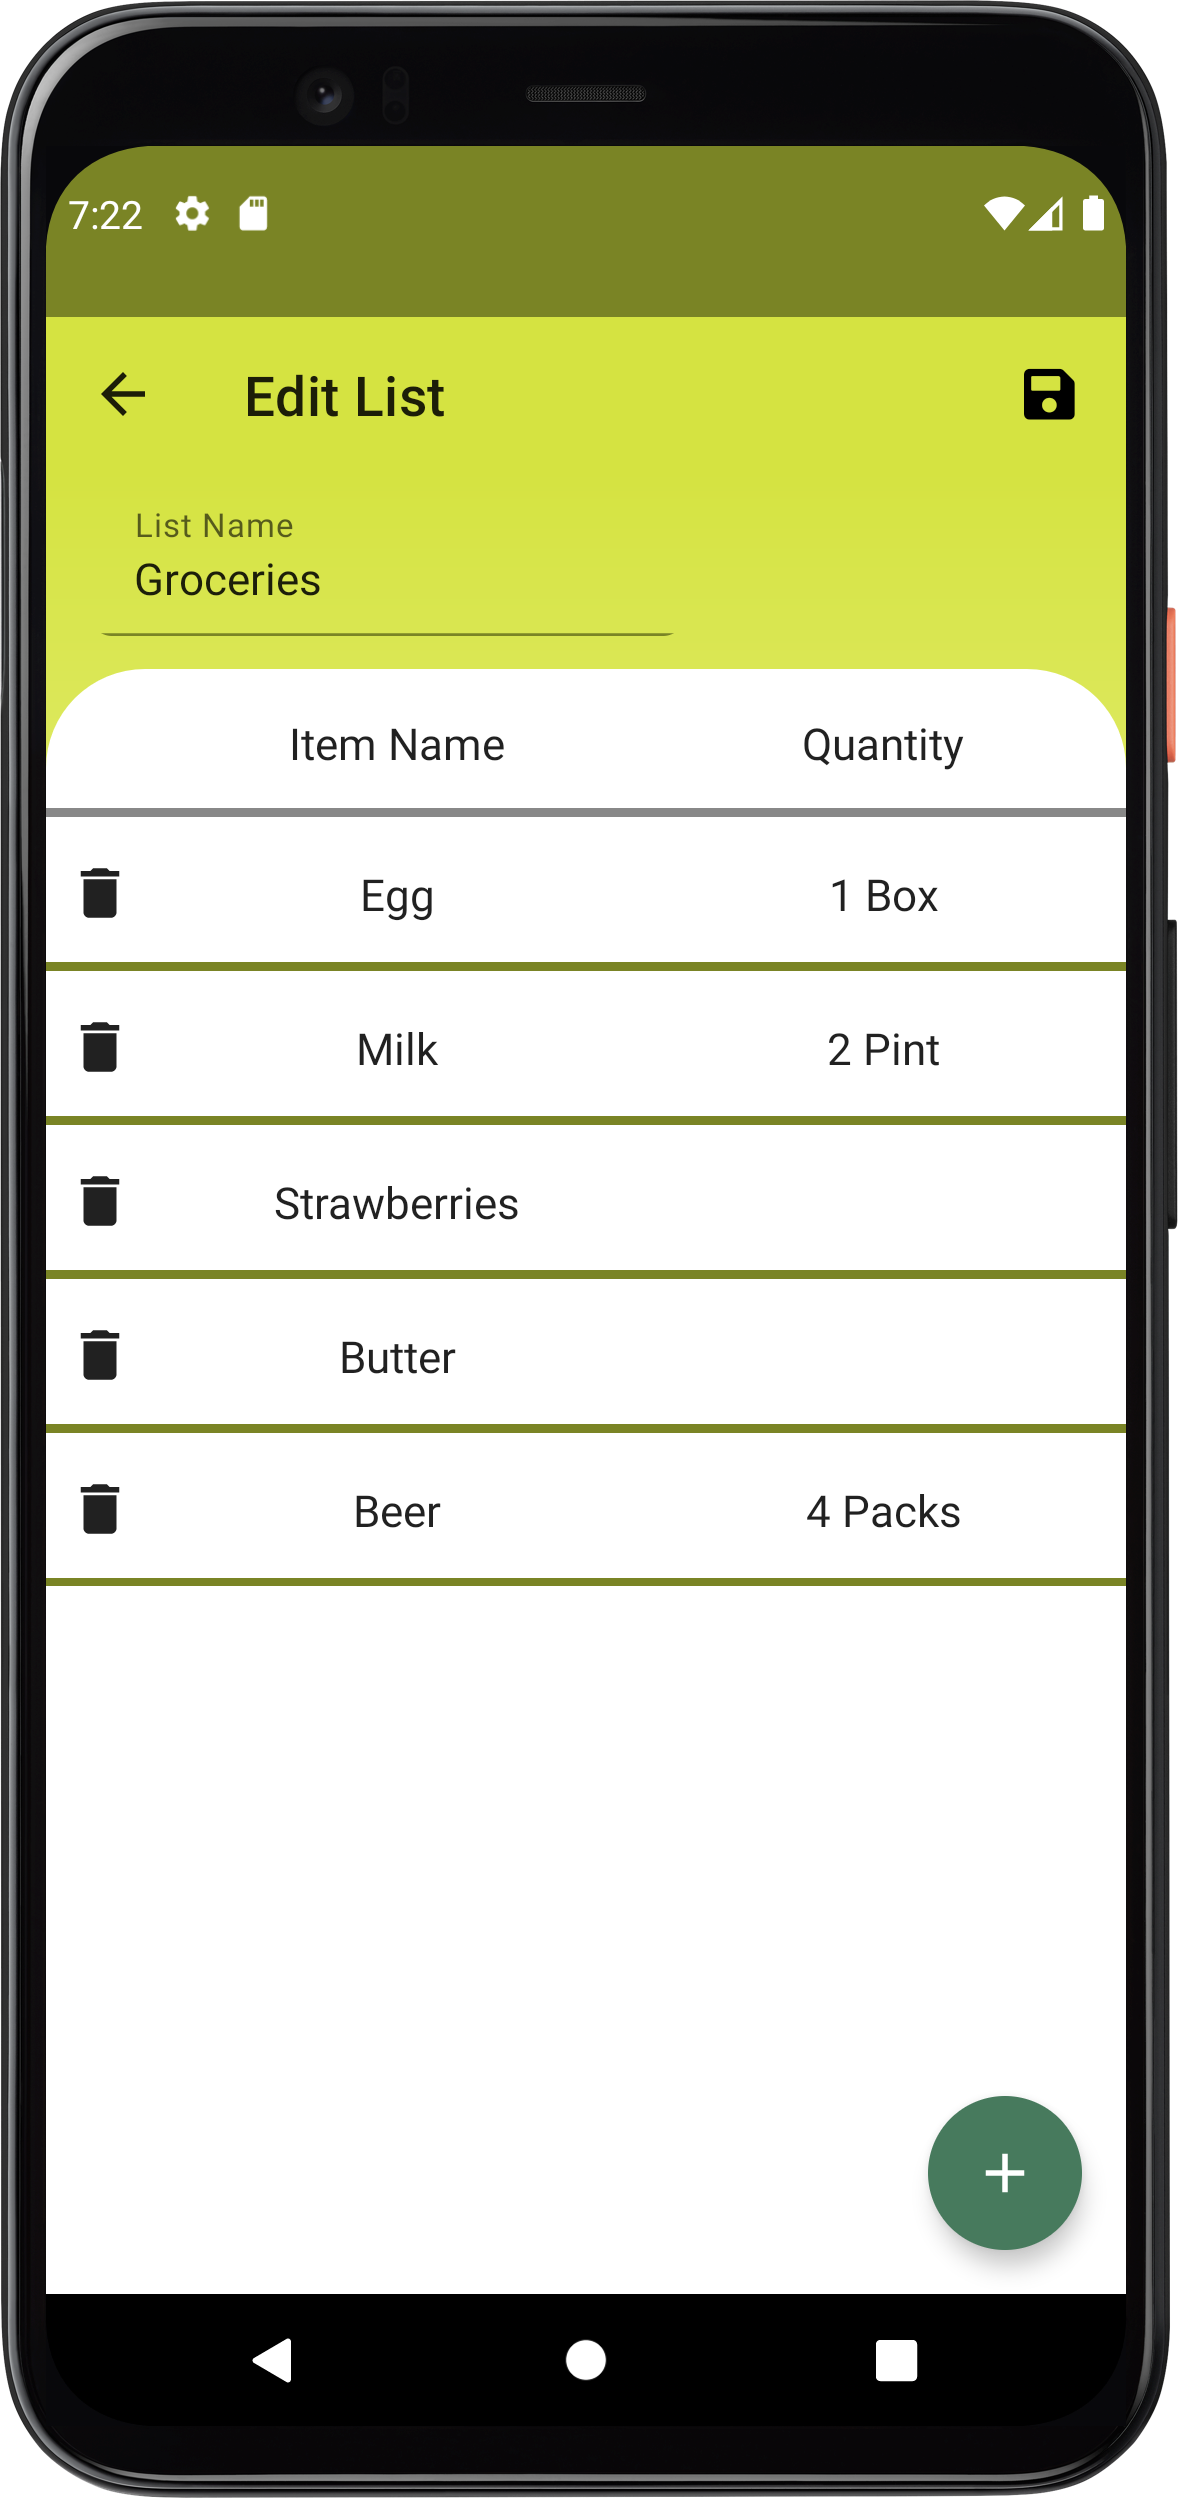 7:22
Edit List
List Name
Groceries
Item Name Quantity
Egg 1 Box
Milk 2 Pint
Strawberries
Butter
Beer 4 Packs